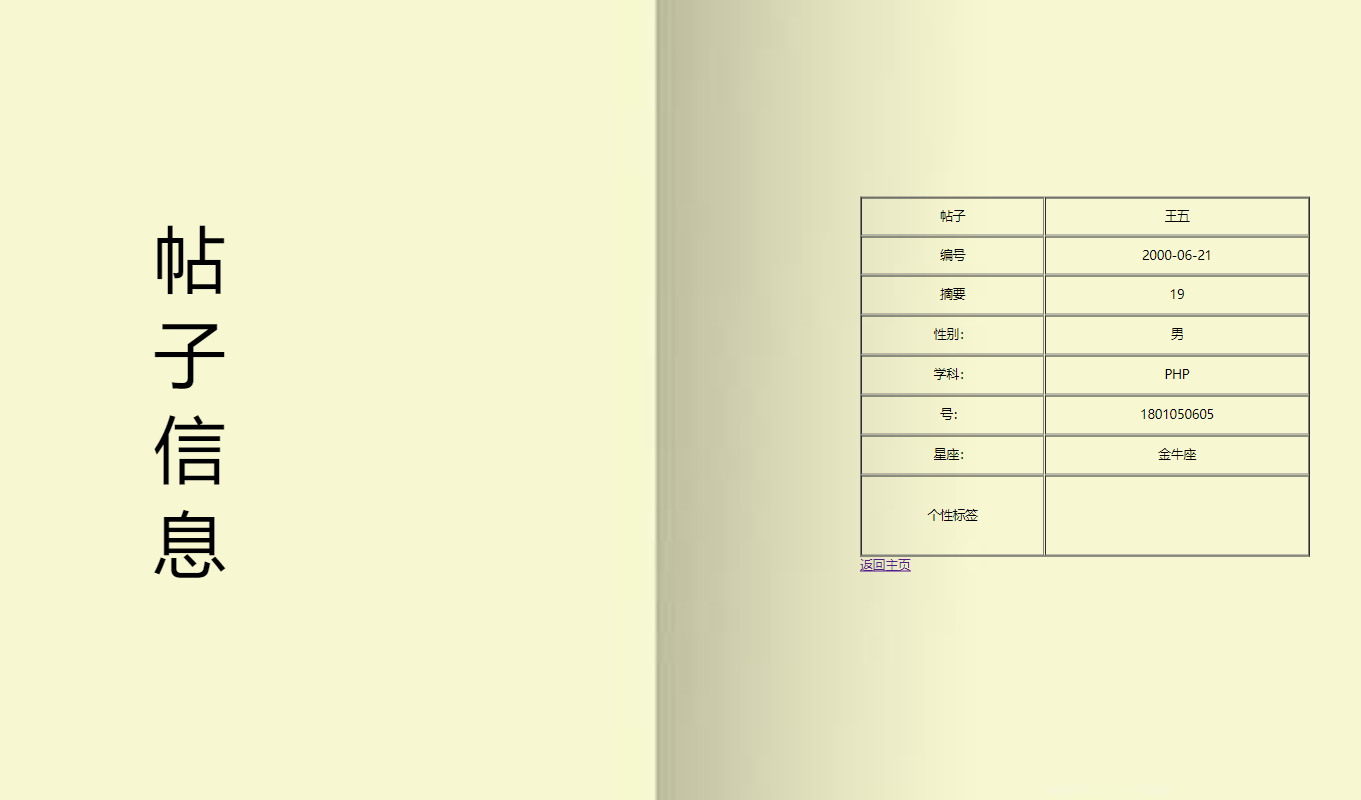 帖子信息
帖子 王五
编号 2000-06-21
摘要 19
性别： 男
学科： PHP
号： 1801050605
星座： 金牛座
个性标签
返回主页